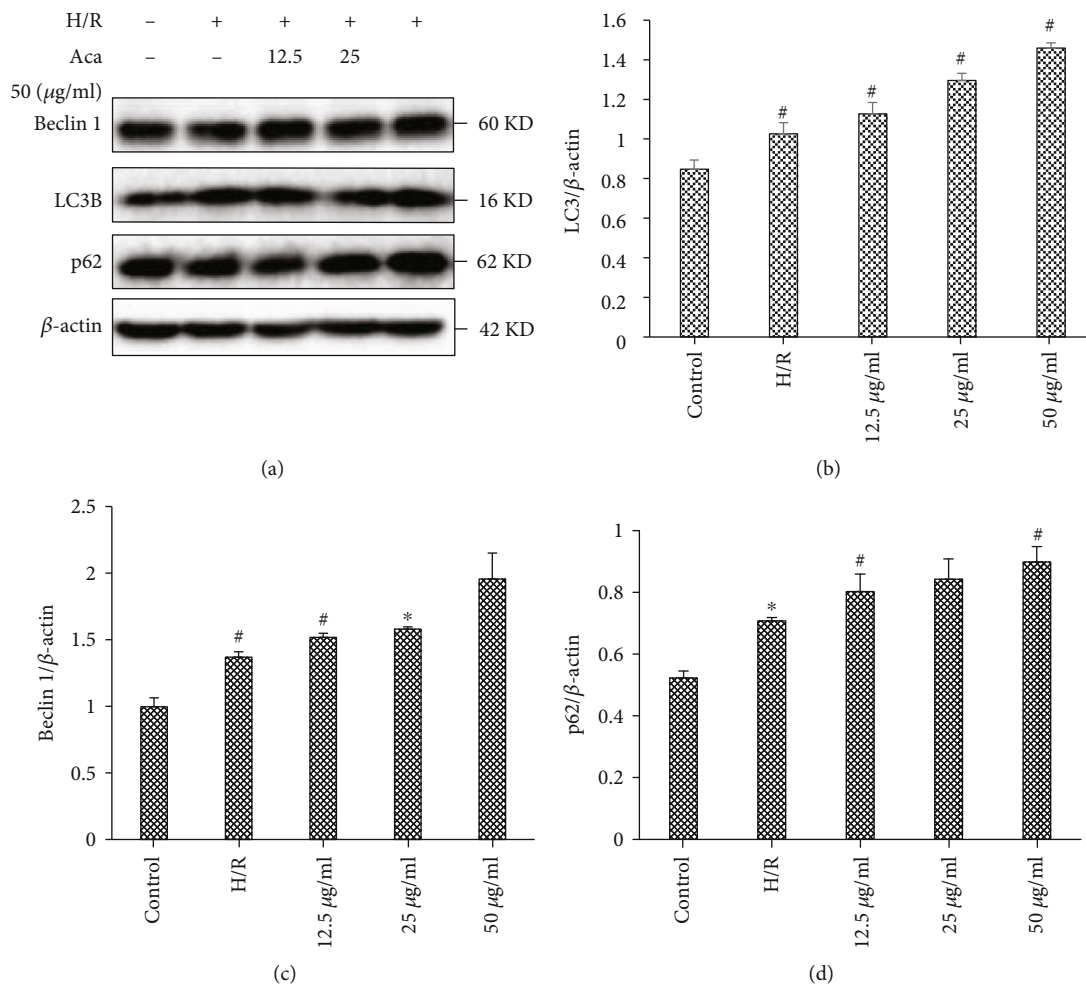 H/R – + + + +
Aca – – 12.5 25
50 (μg/ml)
Beclin 1
60 KD
LC3B
16 KD
p62
62 KD
β-actin
42 KD
(a)
LC3/β-actin
1.6
1.4
1.2
1
0.8
0.6
0.4
0.2
0
#
#
#
#
Control
H/R
12.5 μg/ml
25 μg/ml
50 μg/ml
(b)
Beclin 1/β-actin
2.5
2
1.5
1
0.5
0
#
#
*
Control
H/R
12.5 μg/ml
25 μg/ml
50 μg/ml
(c)
p62/β-actin
1
0.8
0.6
0.4
0.2
0
*
#
#
Control
H/R
12.5 μg/ml
25 μg/ml
50 μg/ml
(d)